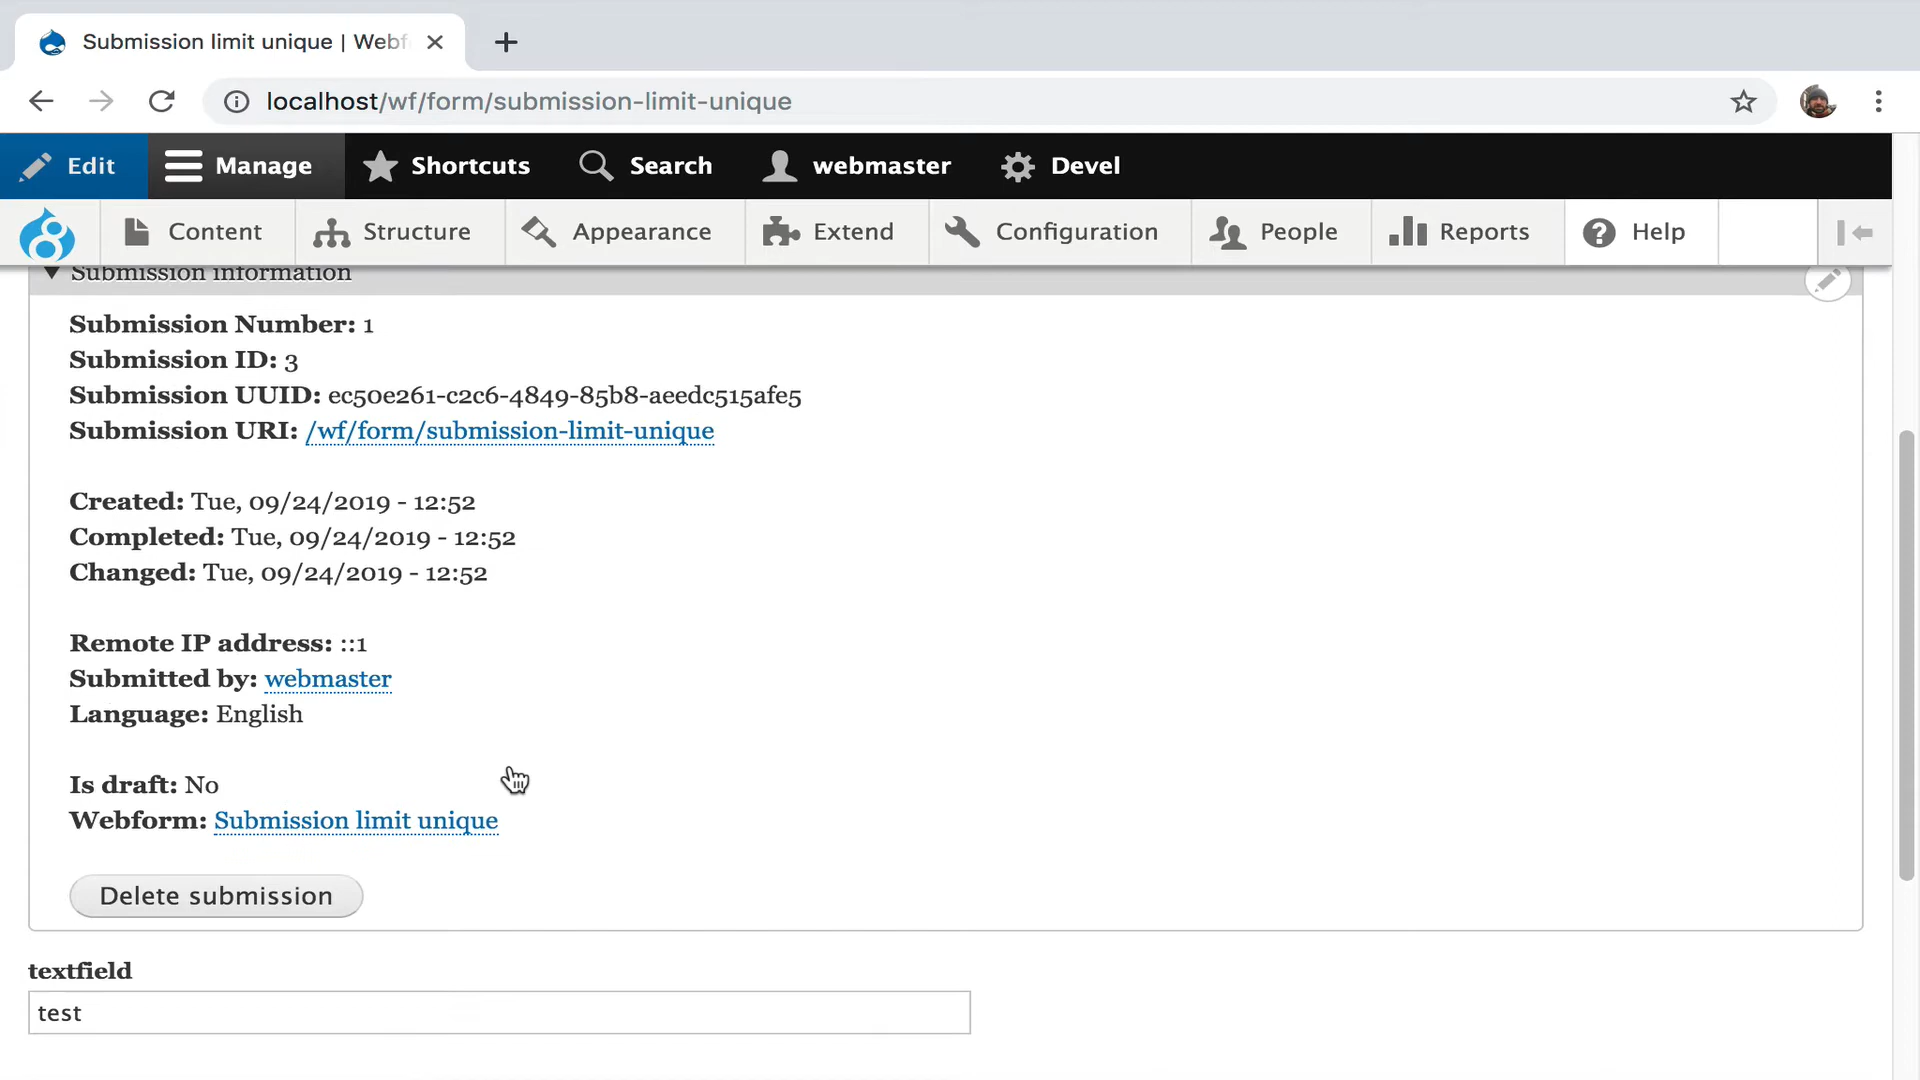 Submission limit unique | Webf
localhost/wf/form/submission-limit-unique
Edit Manage Shortcuts Search webmaster Devel
Content Structure Appearance Extend Configuration People Reports Help
Submission information
Submission Number: 1
Submission ID: 3
Submission UUID: ec50e261-c2c6-4849-85b8-aeedc515afe5
Submission URI: /wf/form/submission-limit-unique
Created: Tue, 09/24/2019 - 12:52
Completed: Tue, 09/24/2019 - 12:52
Changed: Tue, 09/24/2019 - 12:52
Remote IP address: ::1
Submitted by: webmaster
Language: English
Is draft: No
Webform: Submission limit unique
Delete submission
textfield
test